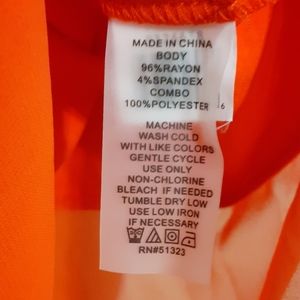 MADE IN CHINA
BODY
96%RAYON
4%SPANDEX
COMBO
100%POLYESTER
6
MACHINE
WASH COLD
WITH LIKE COLORS
GENTLE CYCLE
USE ONLY
NON-CHLORINE
BLEACH IF NEEDED
TUMBLE DRY LOW
USE LOW IRON
IF NECESSARY
RN#51323